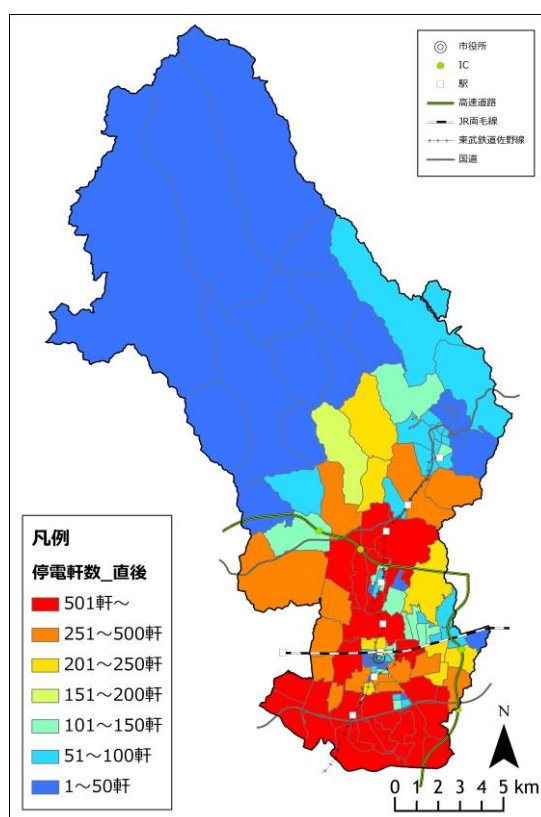 市役所
IC
駅
高速道路
JR両毛線
東武鉄道佐野線
国道
凡例
停電軒数_直後
501軒～
251～500軒
201～250軒
151～200軒
101～150軒
51～100軒
1～50軒
N
0 1 2 3 4 5 km